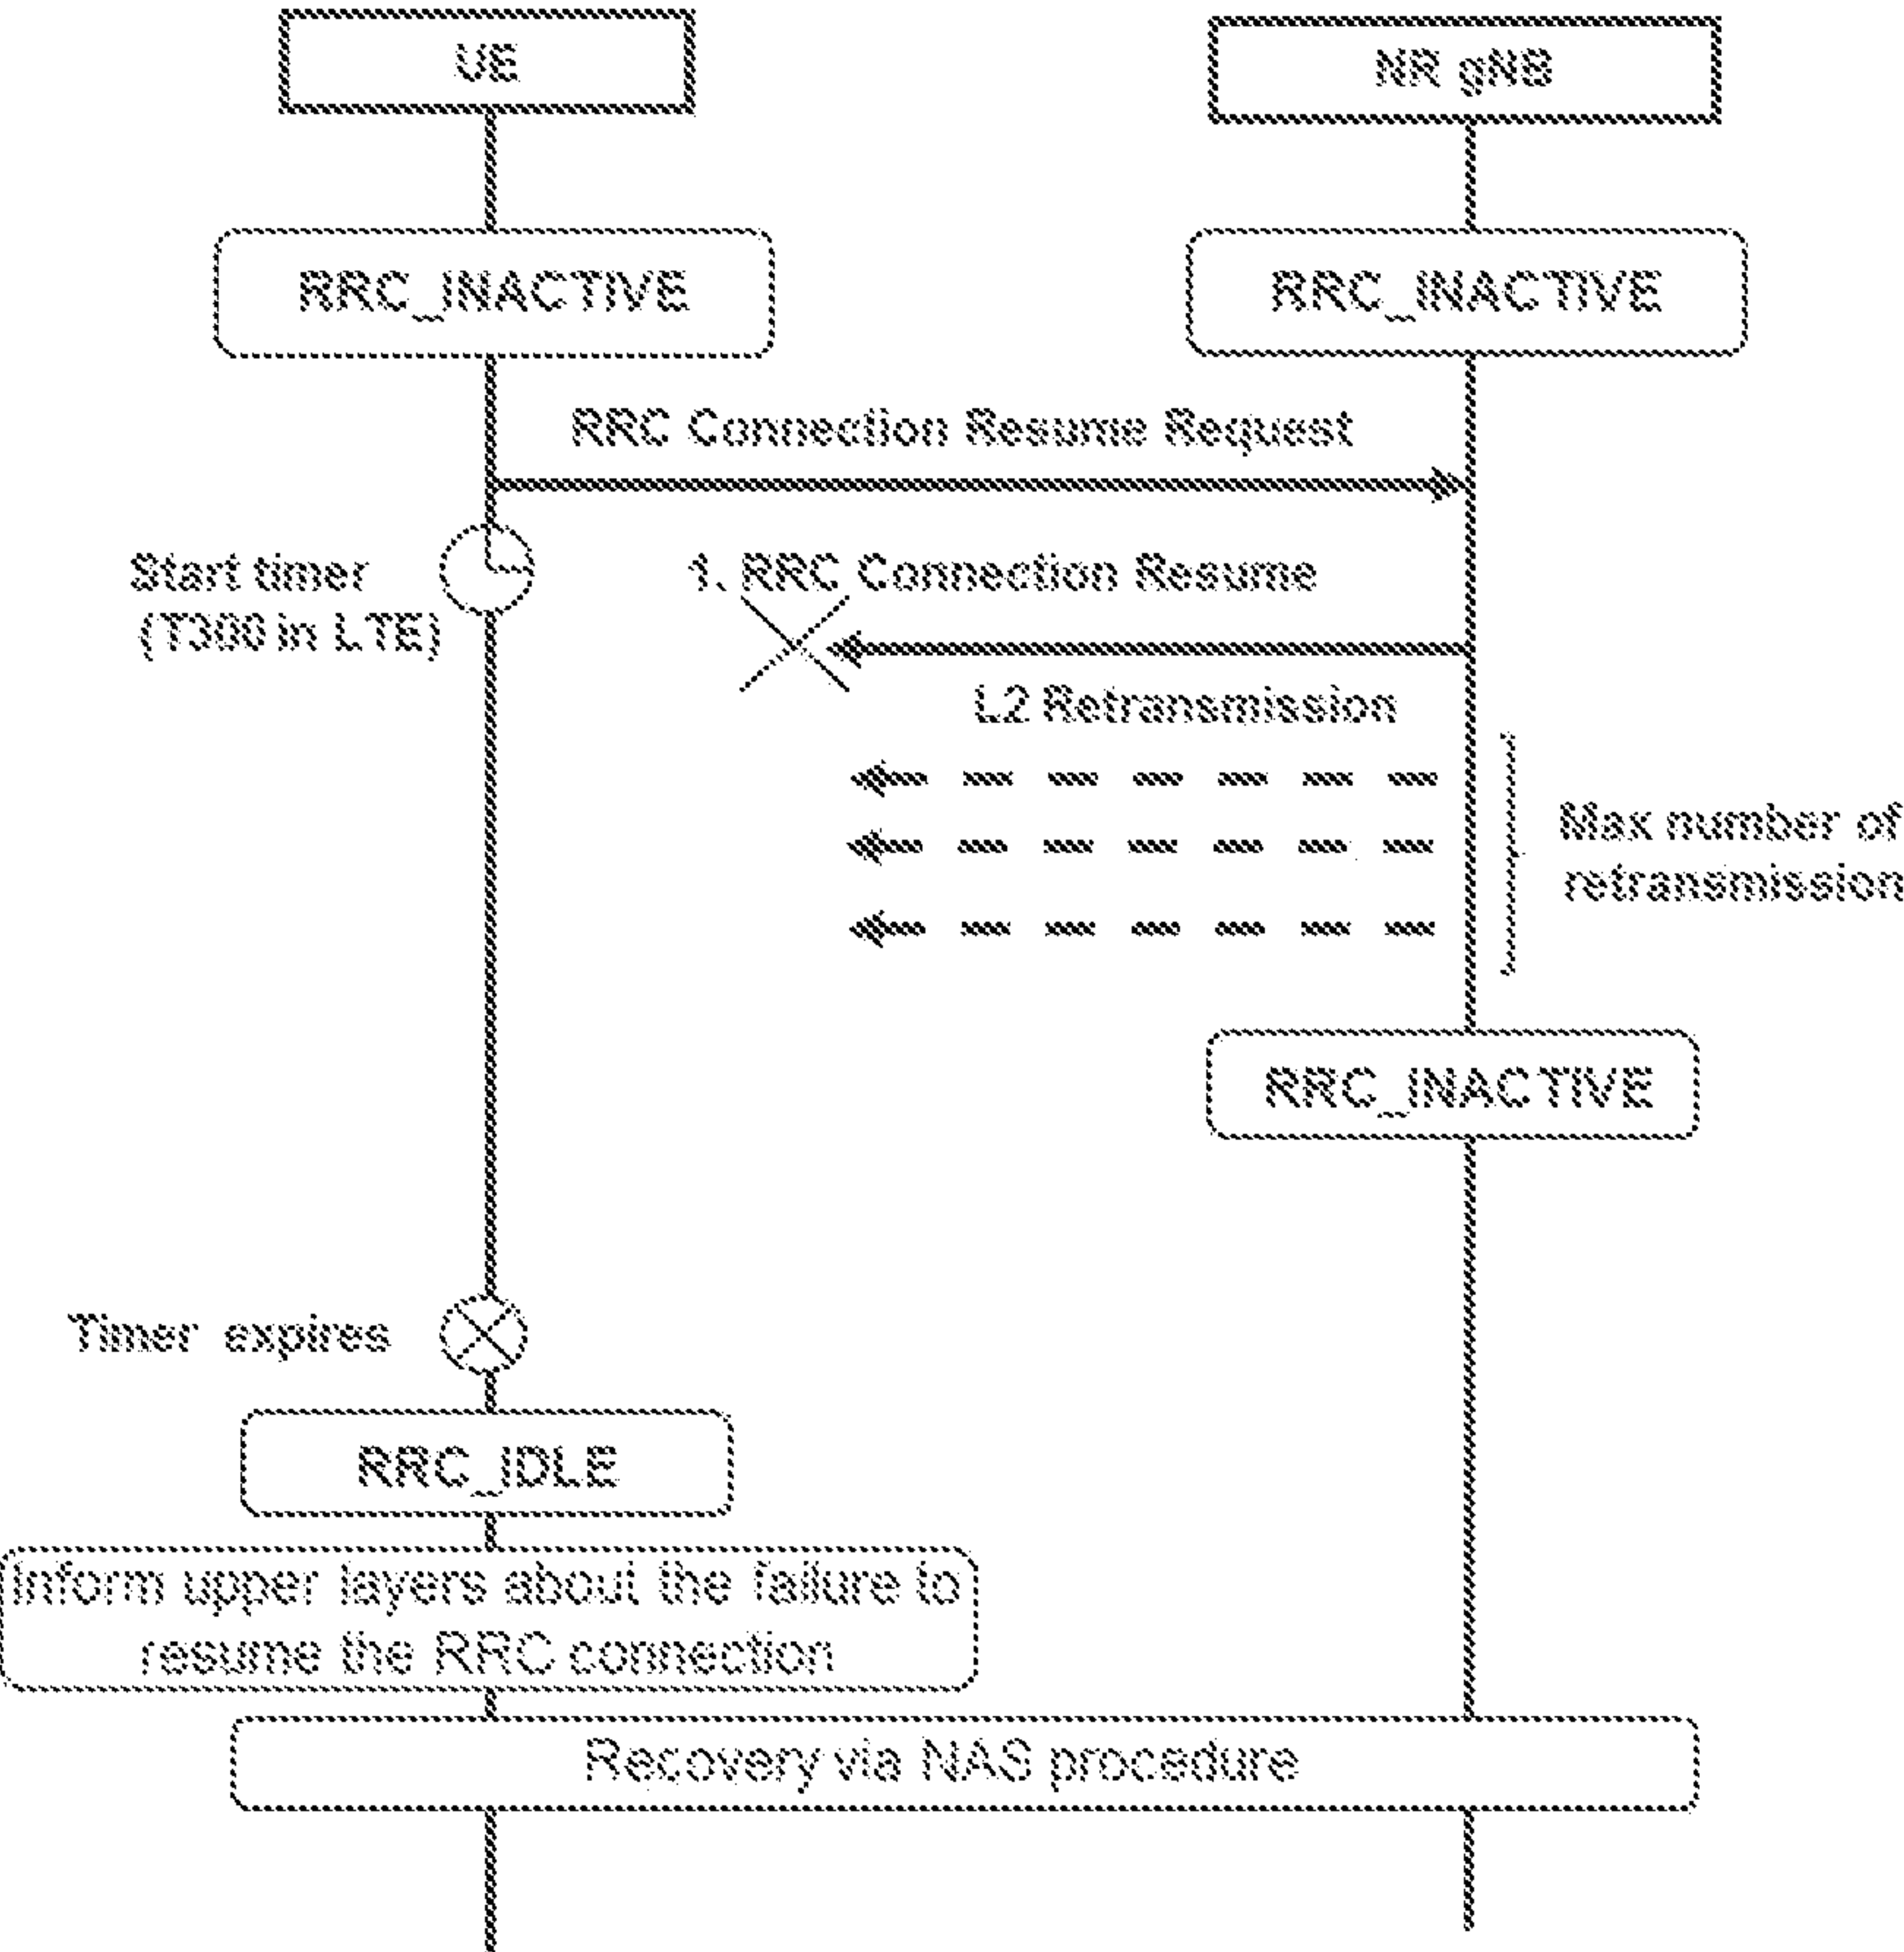 UE
NR gNB
RRC_INACTIVE
RRC_INACTIVE
RRC Connection Resume Request
Start timer
(T300 in LTE)
1. RRC Connection Resume
L2 Retransmission
Max number of
retransmission
RRC_INACTIVE
Timer expires
RRC_IDLE
Inform upper layers about the failure to
resume the RRC connection
Recovery via NAS procedure